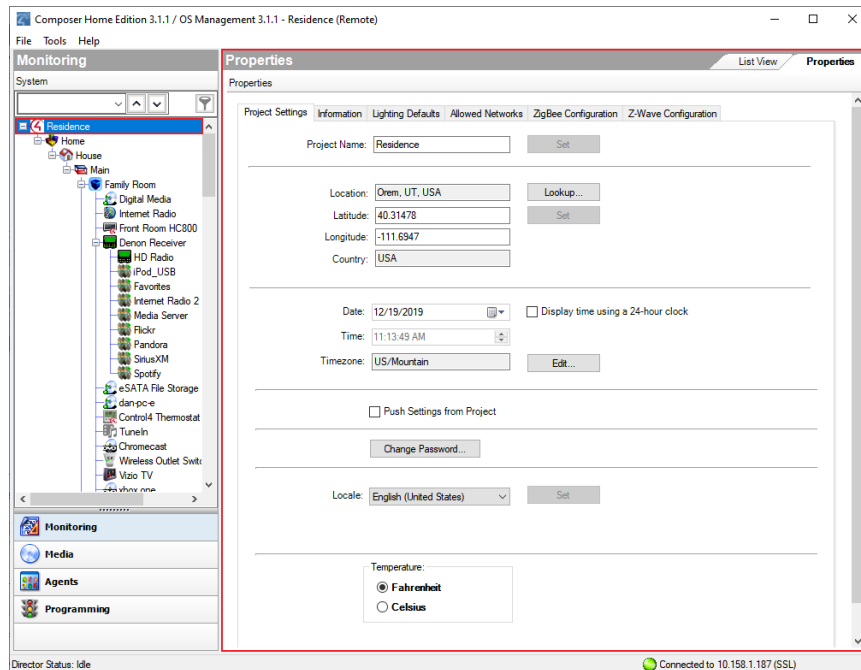 Composer Home Edition 3.1.1 / OS Management 3.1.1 - Residence (Remote)
File Tools Help
Monitoring
System
Residence
Home
House
Main
Family Room
Digital Media
Internet Radio
Front Room HC800
Denon Receiver
HD Radio
iPod_USB
Favorites
Internet Radio 2
Media Server
Flickr
Pandora
SiriusXM
Spotify
eSATA File Storage
dan-pc-e
Control4 Thermostat
TuneIn
Chromecast
Wireless Outlet Switc
Vizio TV
xbox one
Monitoring
Media
Agents
Programming
Properties
List View Properties
Properties
Project Settings Information Lighting Defaults Allowed Networks ZigBee Configuration Z-Wave Configuration
Project Name: Residence Set
Location: Orem, UT, USA Lookup...
Latitude: 40.31478 Set
Longitude: -111.6947
Country: USA
Date: 12/19/2019 Display time using a 24-hour clock
Time: 11:13:49 AM
Timezone: US/Mountain Edit...
Push Settings from Project
Change Password...
Locale: English (United States) Set
Temperature:
Fahrenheit
Celsius
Director Status: Idle Connected to 10.158.1.187 (SSL)